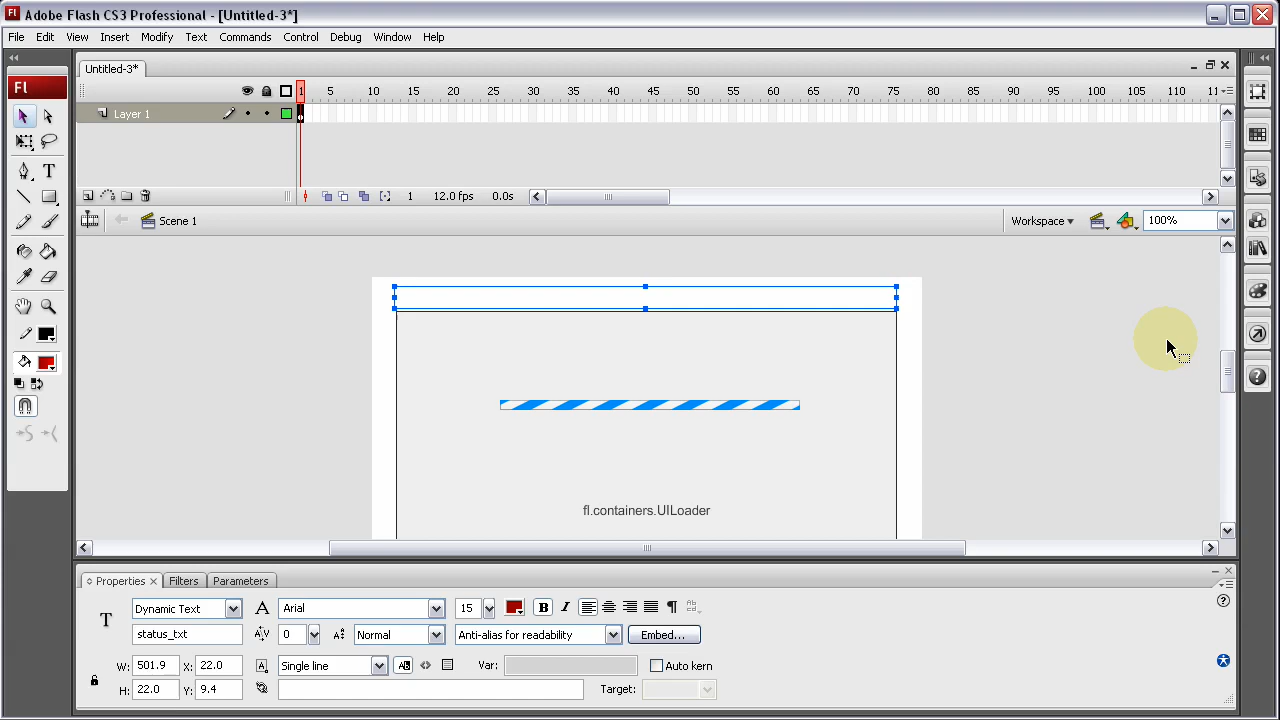 Fl Adobe Flash CS3 Professional - [Untitled-3*]
File Edit View Insert Modify Text Commands Control Debug Window Help
Untitled-3*
Fl
1 5 10 15 20 25 30 35 40 45 50 55 60 65 70 75 80 85 90 95 100 105 110 11
Layer 1
1 12.0 fps 0.0s
Scene 1
Workspace
100%
fl.containers.UILoader
Properties Filters Parameters
T
Dynamic Text
A
Arial
15
B I
status_txt
0
Normal
Anti-alias for readability
Embed...
W: 501.9 X: 22.0
Single line
Var:
Auto kern
H: 22.0 Y: 9.4
Target: